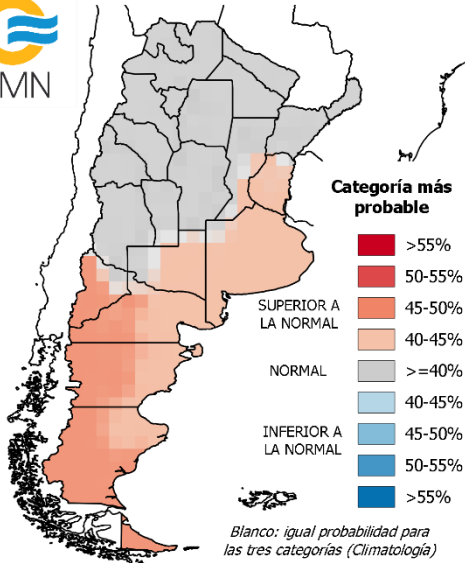 MN
Categoría más
probable
>55%
50-55%
45-50%
SUPERIOR A
LA NORMAL
40-45%
NORMAL
>=40%
40-45%
INFERIOR A
LA NORMAL
45-50%
50-55%
>55%
Blanco: igual probabilidad para
las tres categorías (Climatología)